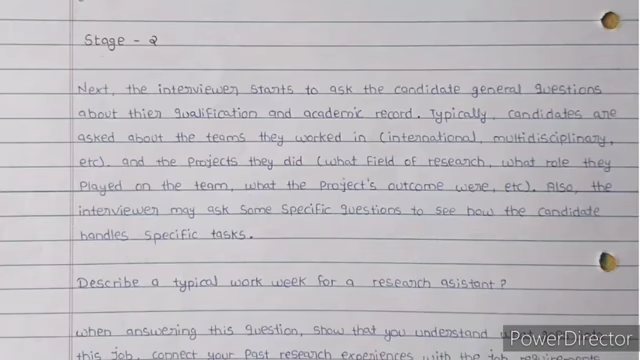 Stage - 2
Next, the interviewer starts to ask the candidate general questions
about thier qualification and academic record. Typically, candidates are
asked about the teams they worked in (international, multidisciplinary,
etc), and the projects they did (what field of research, what role they
played on the team, what the project's outcome were, etc). Also, the
interviewer may ask some specific questions to see how the candidate
handles specific tasks.
Describe a typical work week for a research asistant?
when answering this question, show that you understand
this job, connect your past research experiences with the job requirements
PowerDirector